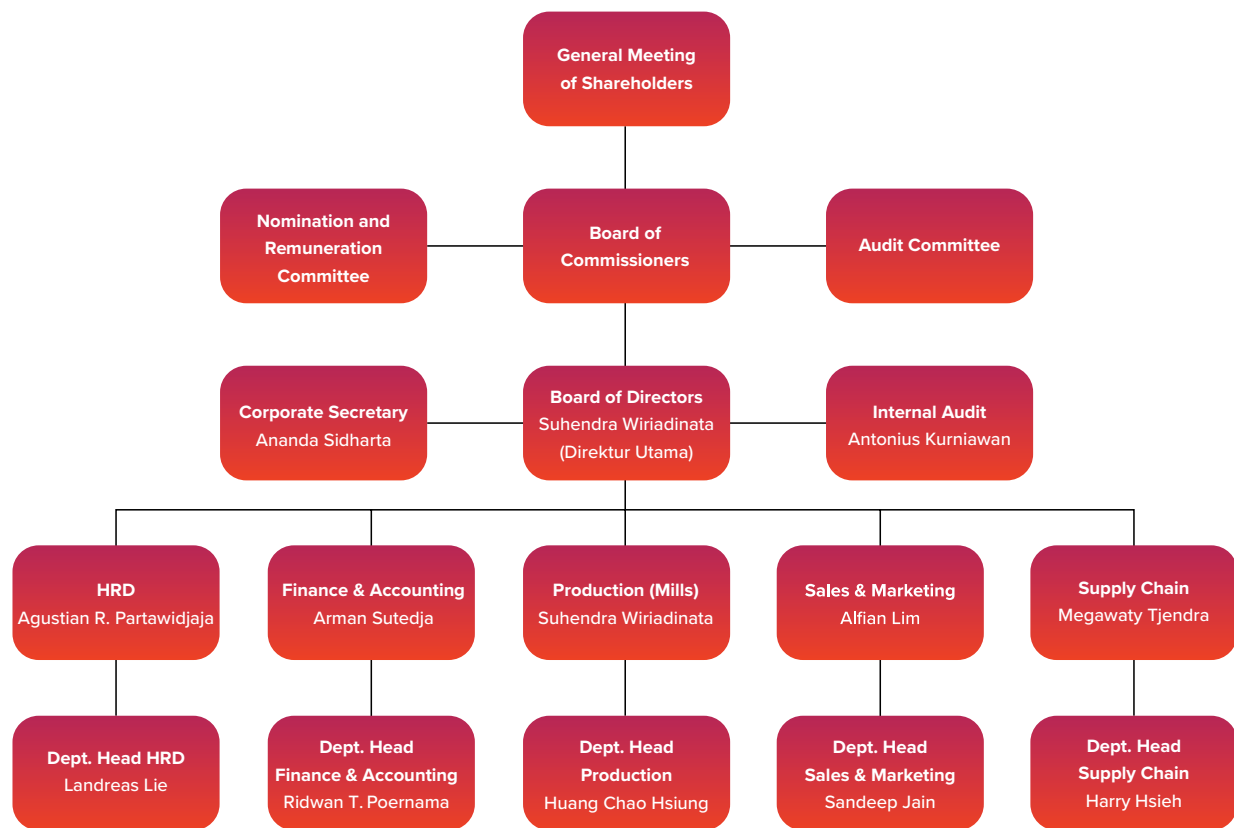 General Meeting
of Shareholders
Nomination and
Remuneration
Committee
Board of
Commissioners
Audit Committee
Corporate Secretary
Ananda Sidharta
Board of Directors
Suhendra Wiriadinata
(Direktur Utama)
Internal Audit
Antonius Kurniawan
HRD
Agustian R. Partawidjaja
Finance & Accounting
Arman Sutedja
Production (Mills)
Suhendra Wiriadinata
Sales & Marketing
Alfian Lim
Supply Chain
Megawaty Tjendra
Dept. Head HRD
Landreas Lie
Dept. Head
Finance & Accounting
Ridwan T. Poernama
Dept. Head
Production
Huang Chao Hsiung
Dept. Head
Sales & Marketing
Sandeep Jain
Dept. Head
Supply Chain
Harry Hsieh